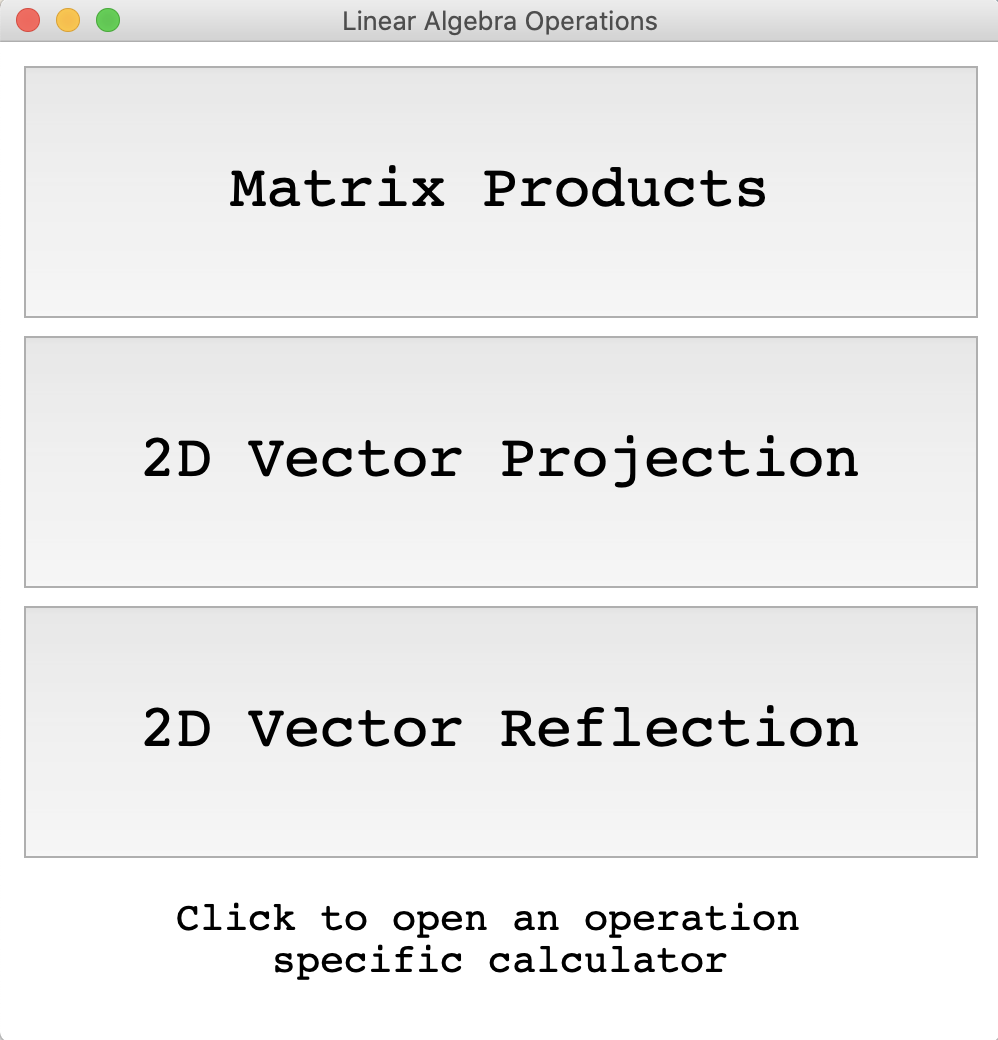 Linear Algebra Operations
Matrix Products
2D Vector Projection
2D Vector Reflection
Click to open an operation
specific calculator